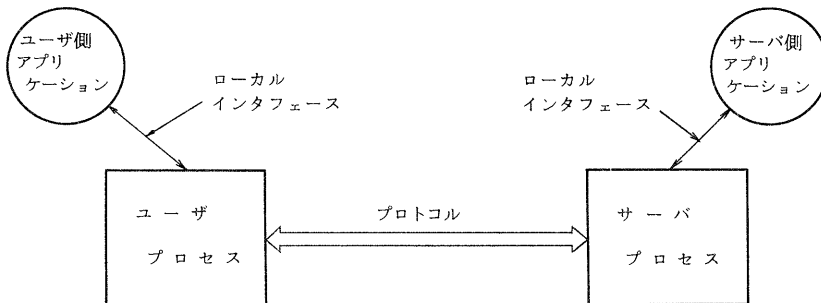 ユーザ側
アプリ
ケーション
ローカル
インタフェース
ローカル
インタフェース
サーバ側
アプリ
ケーション
ユーザ
プロセス
プロトコル
サーバ
プロセス